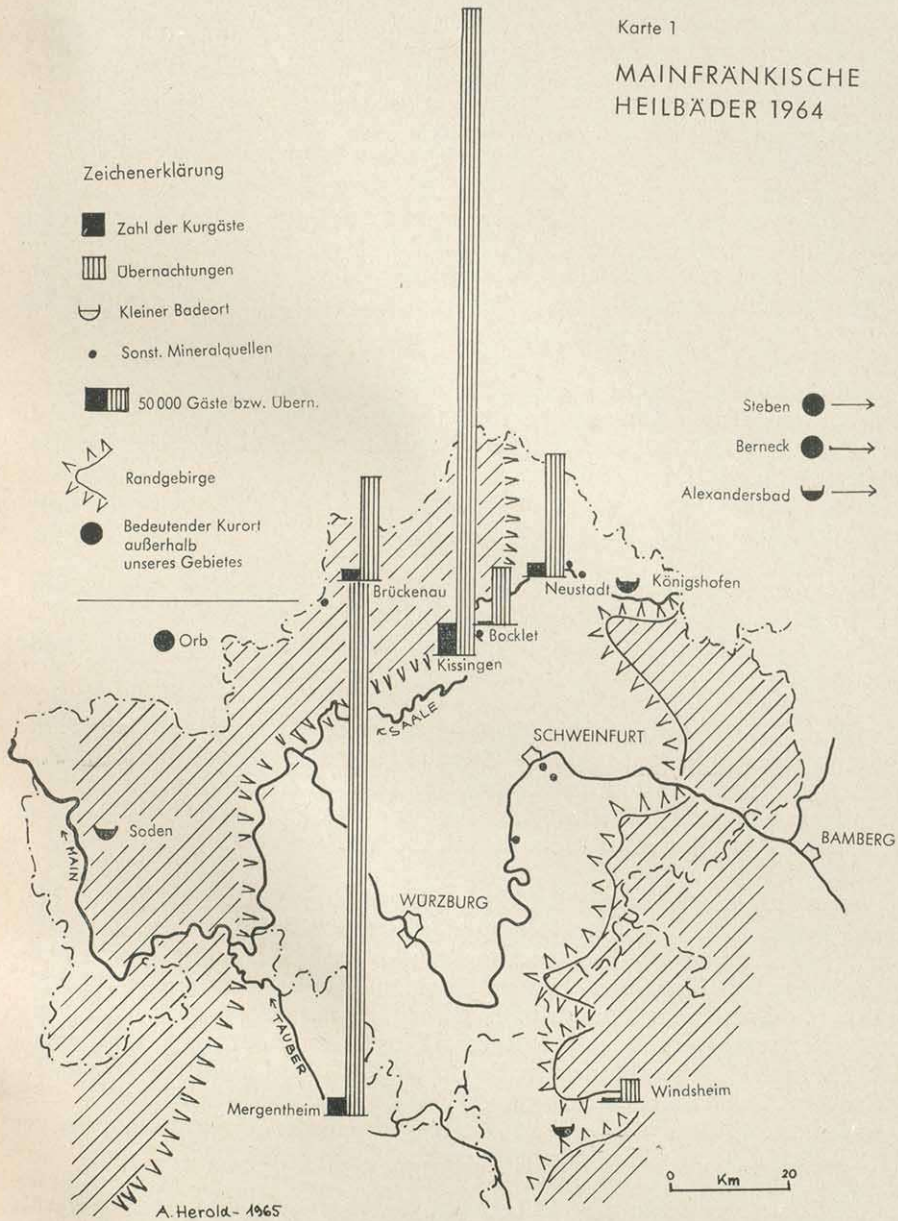 Karte 1
MAINFRÄNKISCHE
HEILBÄDER 1964
Zeichenerklärung
Zahl der Kurgäste
Übernachtungen
Kleiner Badeort
Sonst. Mineralquellen
50 000 Gäste bzw. Übern.
Randgebirge
Bedeutender Kurort
außerhalb
unseres Gebietes
Steben
Berneck
Alexandersbad
Brückenau
Neustadt
Königshofen
Orb
Bocklet
Kissingen
SAALE
SCHWEINFURT
Soden
MAIN
BAMBERG
WÜRZBURG
TAUBER
Mergentheim
Windsheim
0 Km 20
A. Herold - 1965